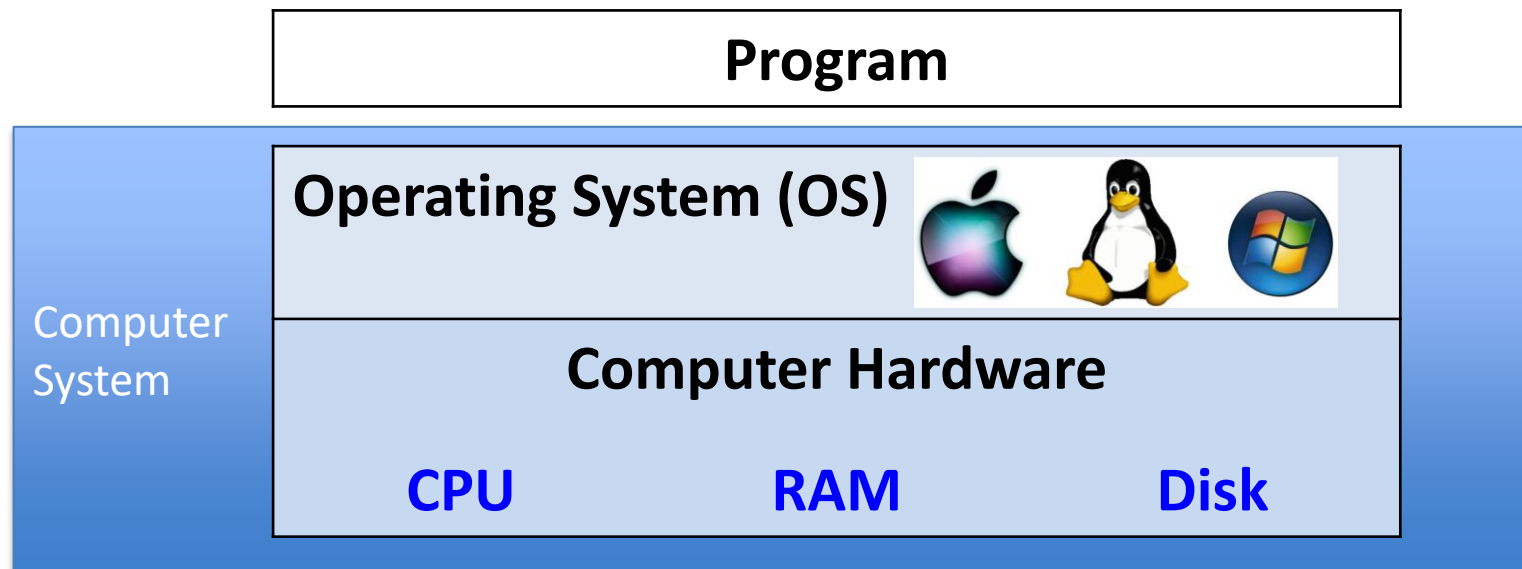 Program
Operating System (OS)
Computer
System
Computer Hardware
CPU RAM Disk